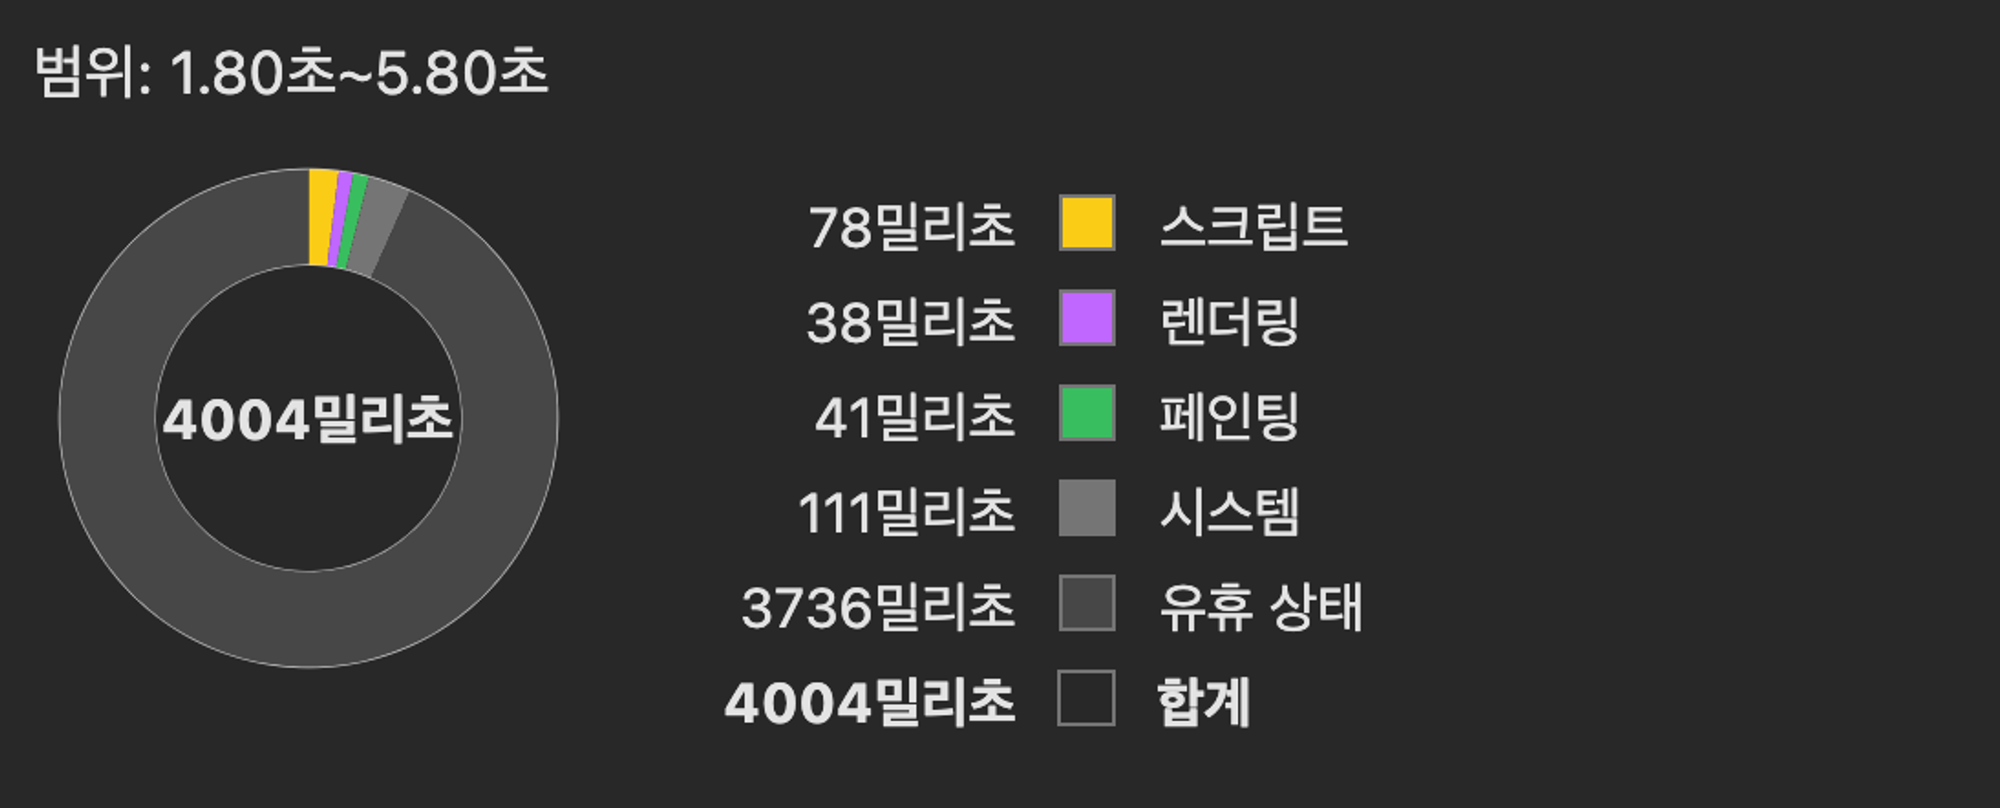 범위: 1.80초~5.80초
4004밀리초
78밀리초 스크립트
38밀리초 렌더링
41밀리초 페인팅
111밀리초 시스템
3736밀리초 유휴 상태
4004밀리초 합계